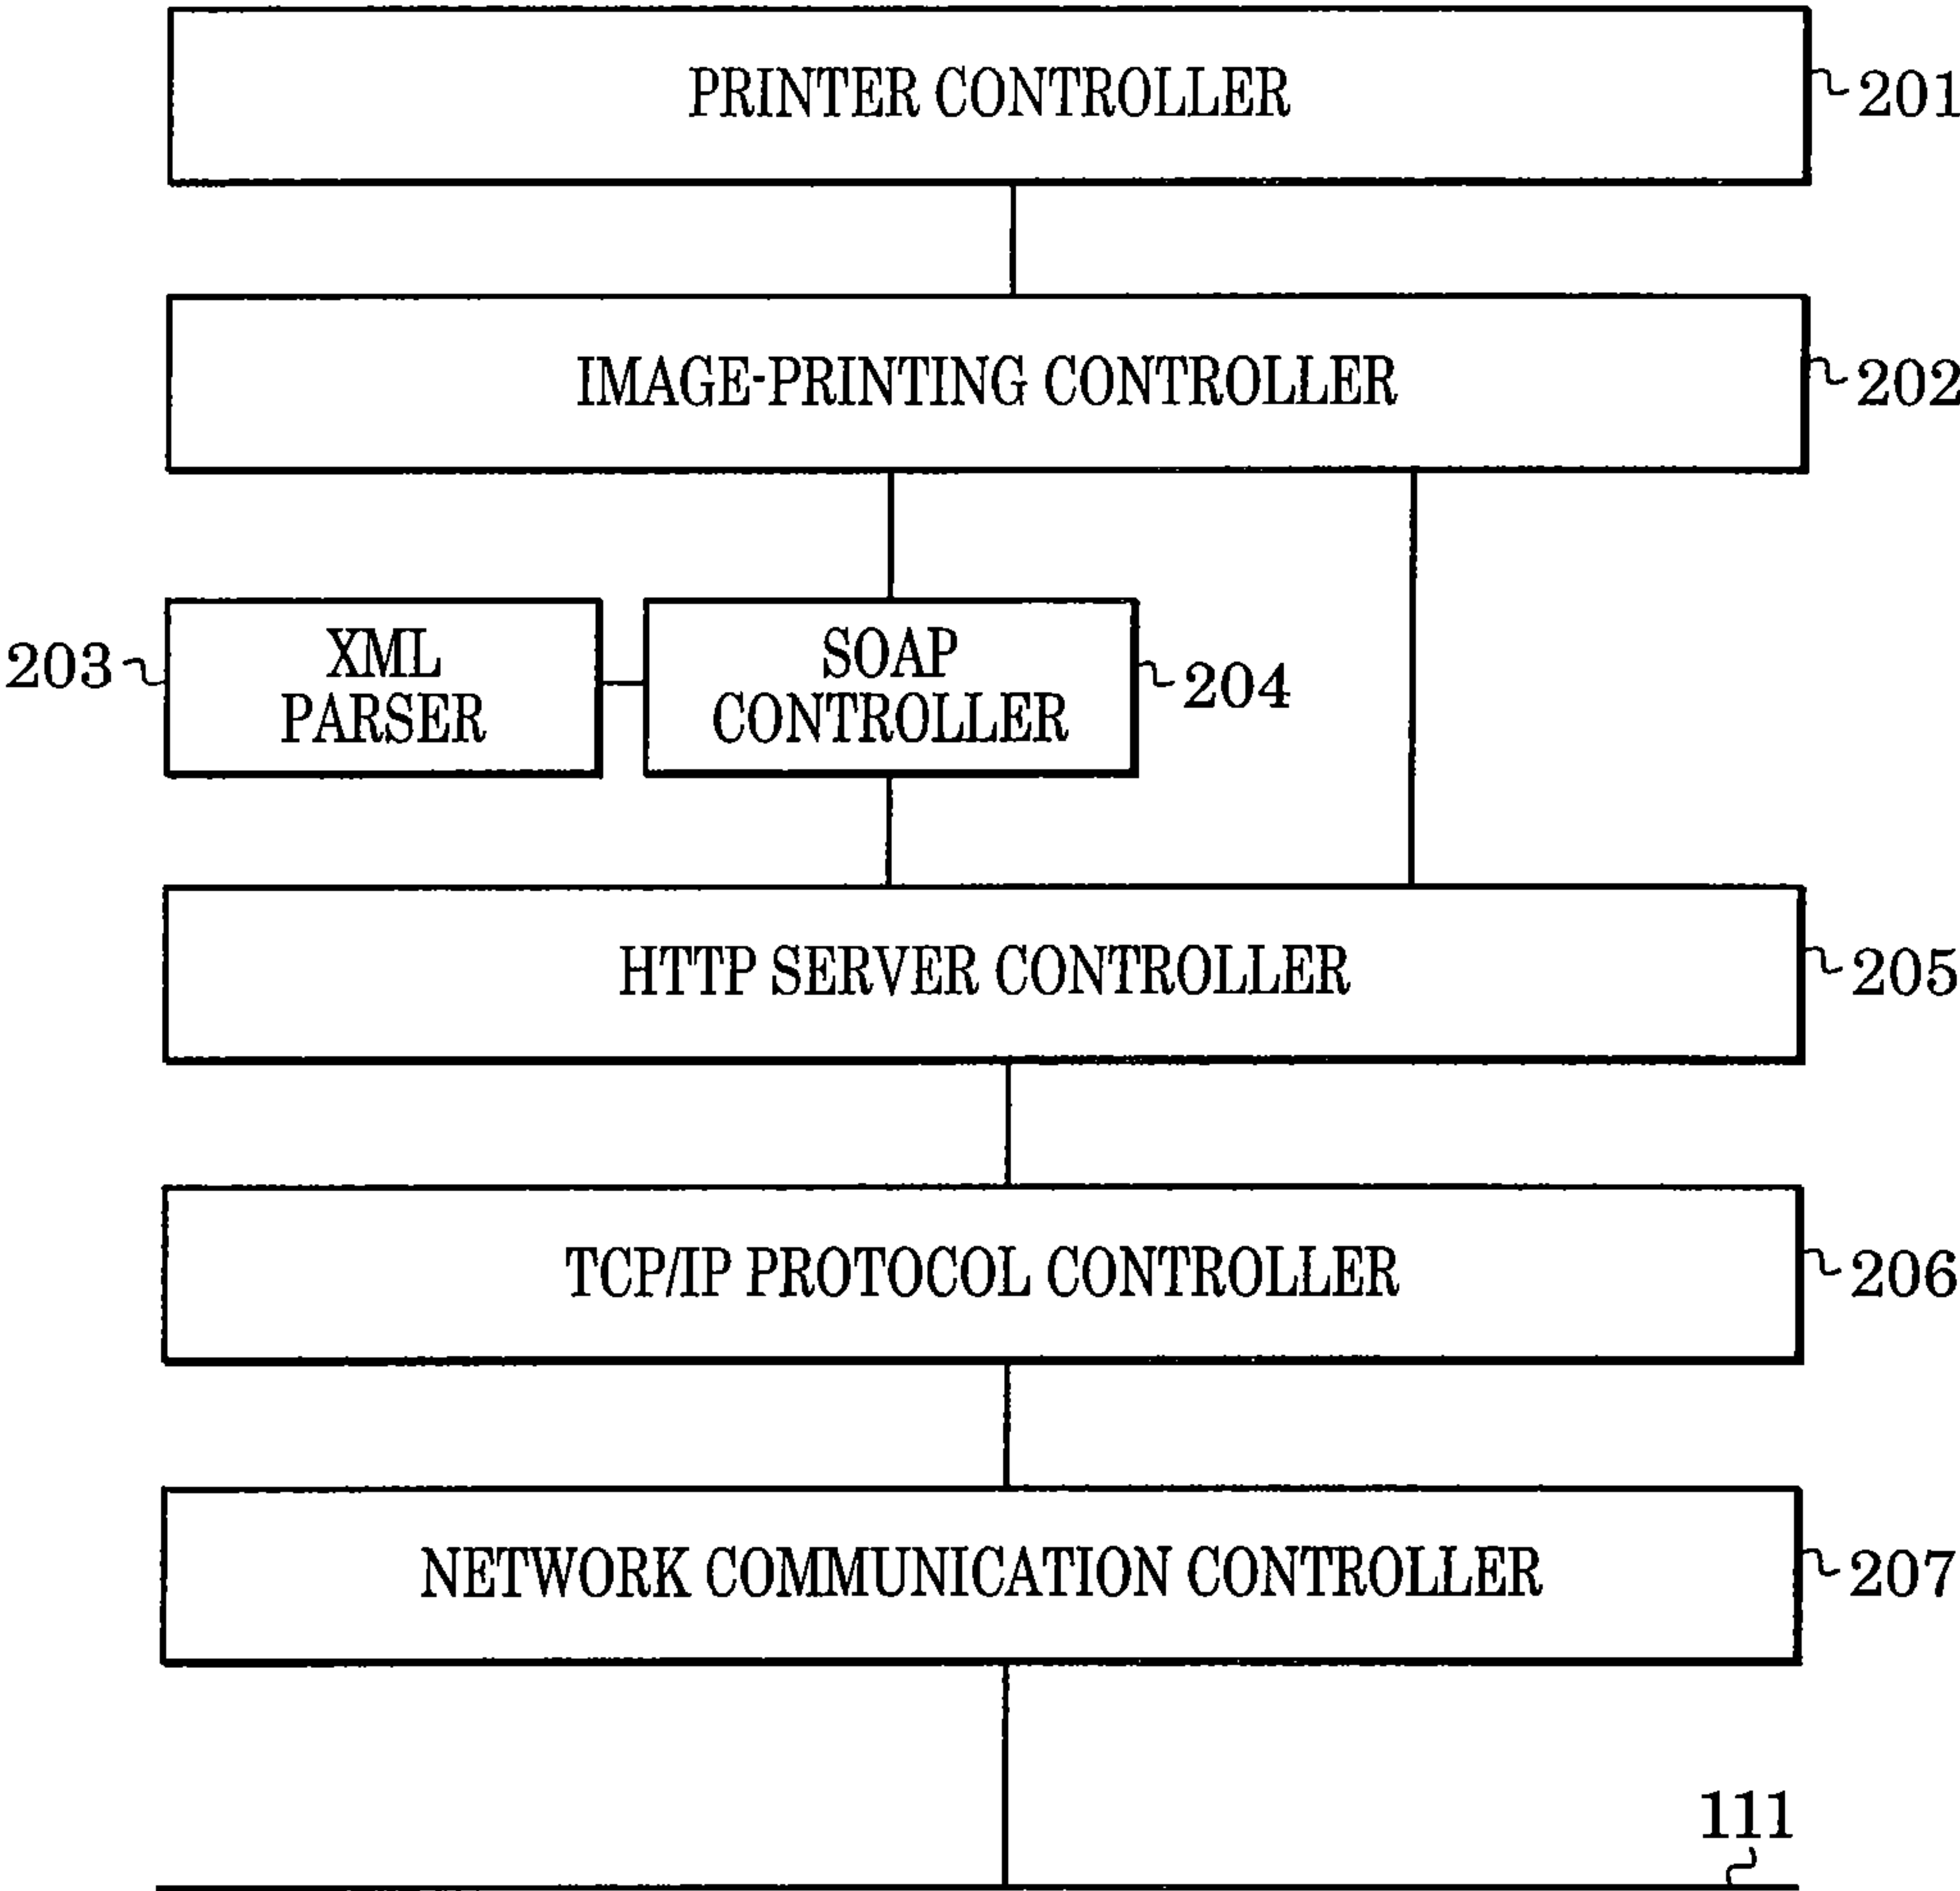 PRINTER CONTROLLER
201
IMAGE-PRINTING CONTROLLER
202
203
XML
PARSER
SOAP
CONTROLLER
204
HTTP SERVER CONTROLLER
205
TCP/IP PROTOCOL CONTROLLER
206
NETWORK COMMUNICATION CONTROLLER
207
111